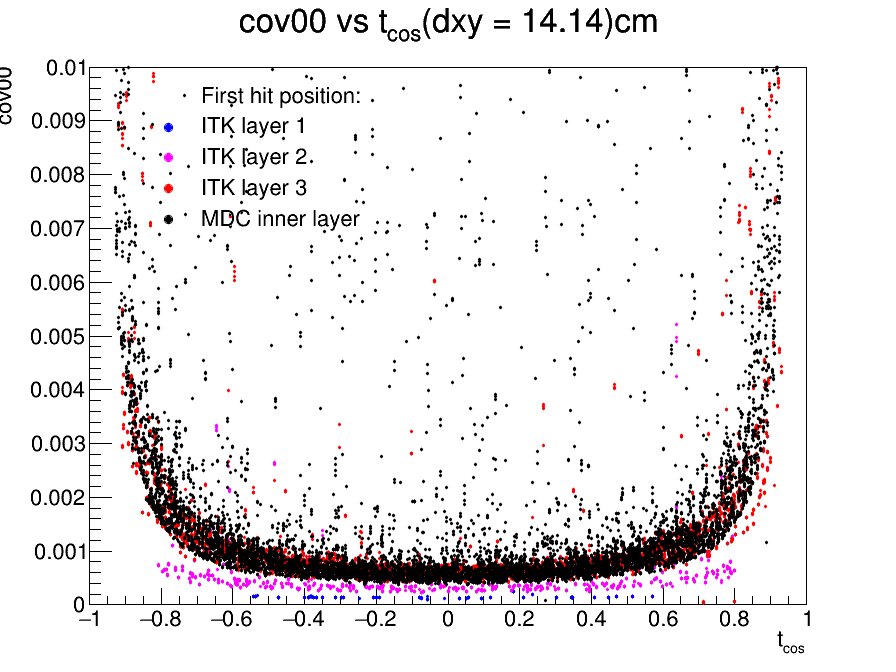 cov00 vs tcos(dxy = 14.14)cm
cov00
0.01
0.009
0.008
0.007
0.006
0.005
0.004
0.003
0.002
0.001
0
First hit position:
ITK layer 1
ITK layer 2
ITK layer 3
MDC inner layer
−1 −0.8 −0.6 −0.4 −0.2 0 0.2 0.4 0.6 0.8 1
tcos